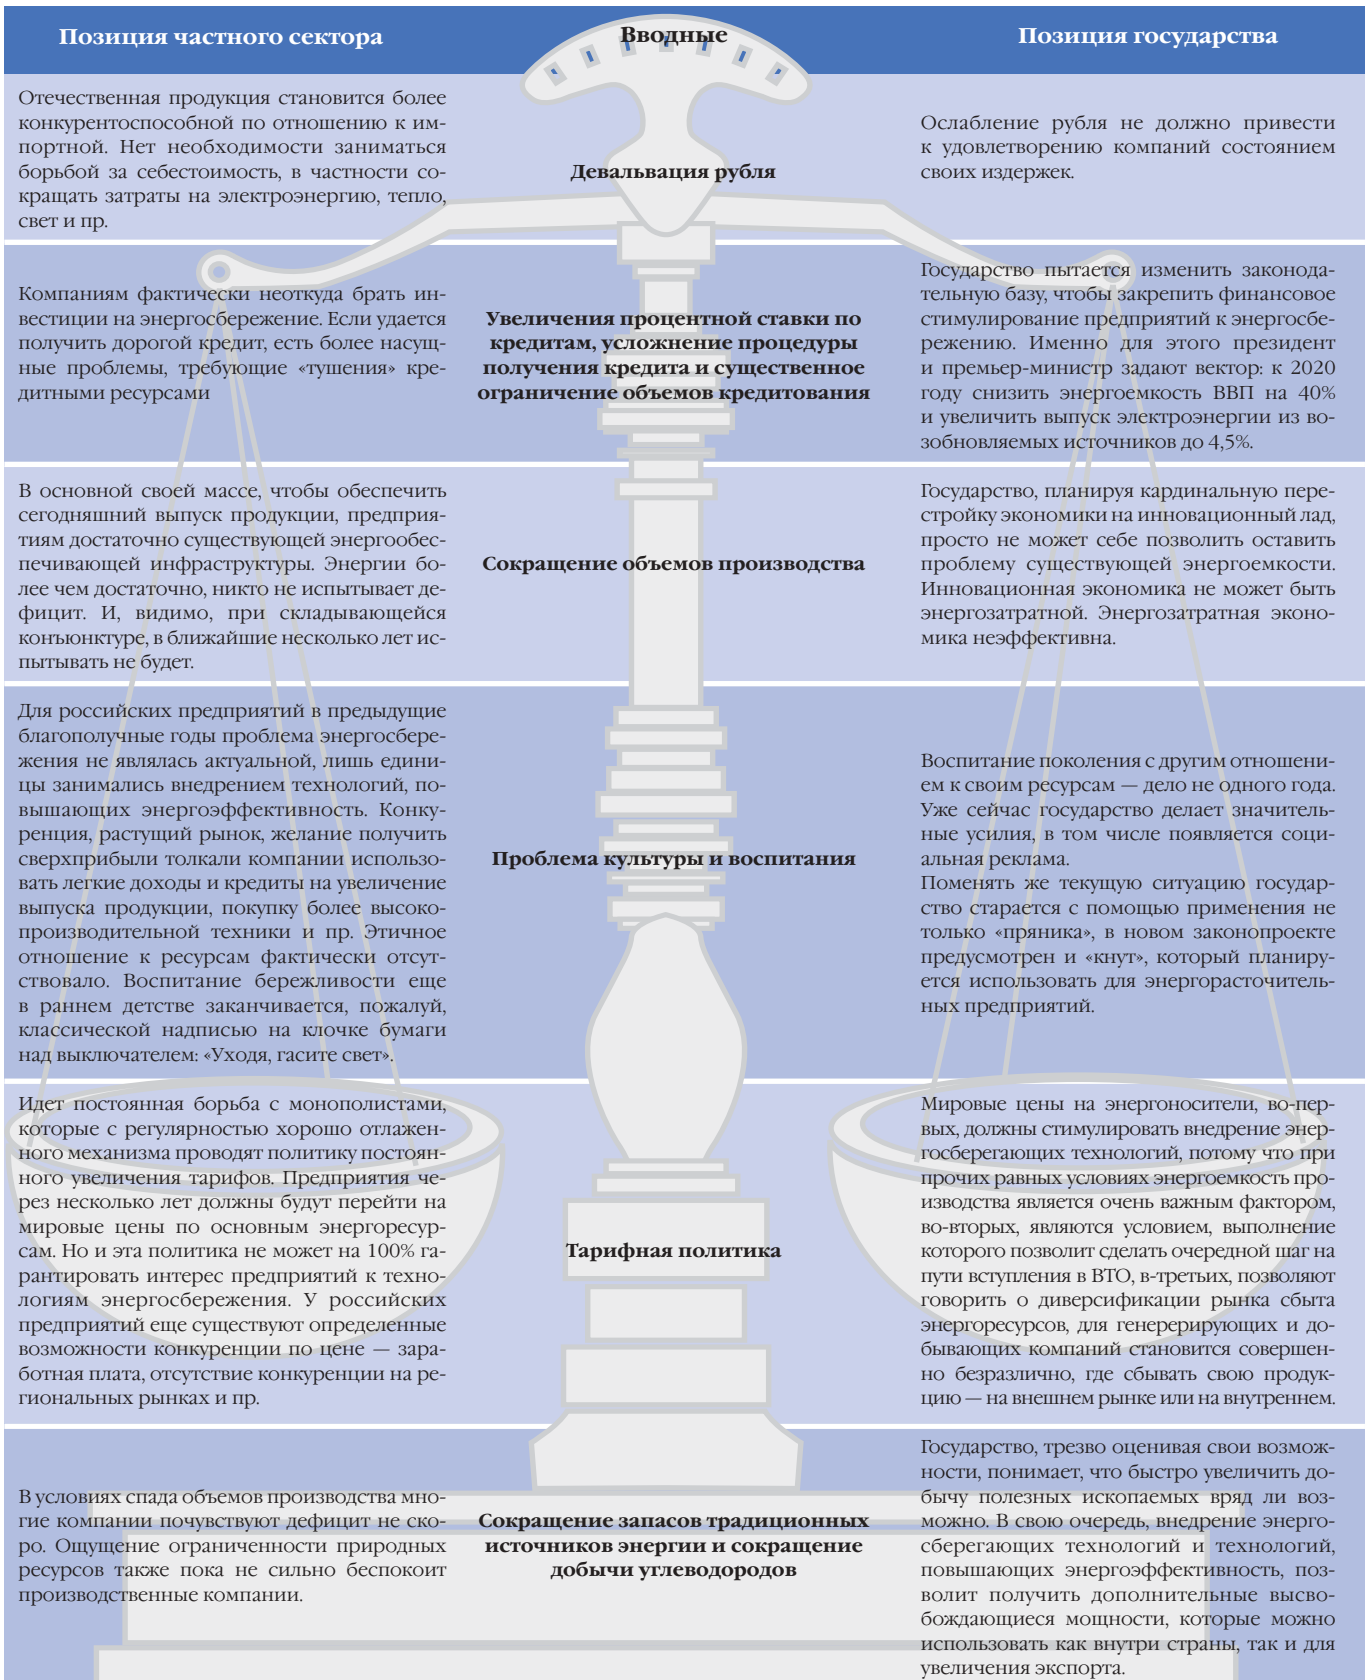 Позиция частного сектора
Вводные
Позиция государства
Отечественная продукция становится более
конкурентоспособной по отношению к им-
портной. Нет необходимости заниматься
борьбой за себестоимость, в частности со-
кращать затраты на электроэнергию, тепло,
свет и пр.
Девальвация рубля
Ослабление рубля не должно привести
к удовлетворению компаний состоянием
своих издержек.
Компаниям фактически неоткуда брать ин-
вестиции на энергосбережение. Если удается
получить дорогой кредит, есть более насущ-
ные проблемы, требующие «тушения» кре-
дитными ресурсами
Увеличения процентной ставки по
кредитам, усложнение процедуры
получения кредита и существенное
ограничение объемов кредитования
Государство пытается изменить законода-
тельную базу, чтобы закрепить финансовое
стимулирование предприятий к энергосбе-
режению. Именно для этого президент
и премьер-министр задают вектор: к 2020
году снизить энергоемкость ВВП на 40%
и увеличить выпуск электроэнергии из во-
зобновляемых источников до 4,5%.
В основной своей массе, чтобы обеспечить
сегодняшний выпуск продукции, предприя-
тиям достаточно существующей энергообес-
печивающей инфраструктуры. Энергии бо-
лее чем достаточно, никто не испытывает де-
фицит. И, видимо, при складывающейся
конъюнктуре, в ближайшие несколько лет ис-
пытывать не будет.
Сокращение объемов производства
Государство, планируя кардинальную пере-
стройку экономики на инновационный лад,
просто не может себе позволить оставить
проблему существующей энергоемкости.
Инновационная экономика не может быть
энергозатратной. Энергозатратная эконо-
мика неэффективна.
Для российских предприятий в предыдущие
благополучные годы проблема энергосбере-
жения не являлась актуальной, лишь едини-
цы занимались внедрением технологий, по-
вышающих энергоэффективность. Конку-
ренция, растущий рынок, желание получить
сверхприбыли толкали компании использо-
вать легкие доходы и кредиты на увеличение
выпуска продукции, покупку более высоко-
производительной техники и пр. Этичное
отношение к ресурсам фактически отсут-
ствовало. Воспитание бережливости еще
в раннем детстве заканчивается, пожалуй,
классической надписью на клочке бумаги
над выключателем: «Уходя, гасите свет».
Проблема культуры и воспитания
Воспитание поколения с другим отношени-
ем к своим ресурсам — дело не одного года.
Уже сейчас государство делает значитель-
ные усилия, в том числе появляется соци-
альная реклама.
Поменять же текущую ситуацию государ-
ство старается с помощью применения не
только «пряника», в новом законопроекте
предусмотрен и «кнут», который планиру-
ется использовать для энергорасточитель-
ных предприятий.
Идет постоянная борьба с монополистами,
которые с регулярностью хорошо отлажен-
ного механизма проводят политику постоян-
ного увеличения тарифов. Предприятия че-
рез несколько лет должны будут перейти на
мировые цены по основным энергоресур-
сам. Но и эта политика не может на 100% га-
рантировать интерес предприятий к техно-
логиям энергосбережения. У российских
предприятий еще существуют определенные
возможности конкуренции по цене — зара-
ботная плата, отсутствие конкуренции на ре-
гиональных рынках и пр.
Тарифная политика
Мировые цены на энергоносители, во-пер-
вых, должны стимулировать внедрение энер-
госберегающих технологий, потому что при
прочих равных условиях энергоемкость про-
изводства является очень важным фактором,
во-вторых, являются условием, выполнение
которого позволит сделать очередной шаг на
пути вступления в ВТО, в-третьих, позволяют
говорить о диверсификации рынка сбыта
энергоресурсов, для генерерирующих и до-
бывающих компаний становится совершен-
но безразлично, где сбывать свою продук-
цию — на внешнем рынке или на внутреннем.
В условиях спада объемов производства мно-
гие компании почувствуют дефицит не ско-
ро. Ощущение ограниченности природных
ресурсов также пока не сильно беспокоит
производственные компании.
Сокращение запасов традиционных
источников энергии и сокращение
добычи углеводородов
Государство, трезво оценивая свои возмож-
ности, понимает, что быстро увеличить до-
бычу полезных ископаемых вряд ли воз-
можно. В свою очередь, внедрение энерго-
сберегающих технологий и технологий,
повышающих энергоэффективность, поз-
волит получить дополнительные высво-
бождающиеся мощности, которые можно
использовать как внутри страны, так и для
увеличения экспорта.